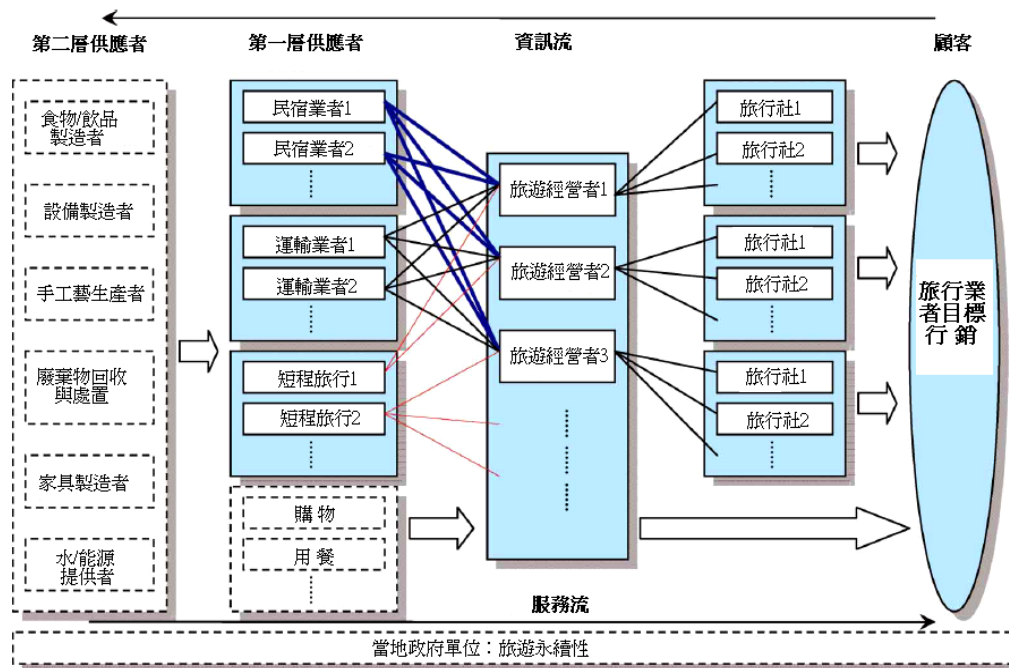 第二層供應者
第一層供應者
資訊流
顧客
食物/飲品
製造者
設備製造者
手工藝生產者
廢棄物回收
與處置
家具製造者
水/能源
提供者
民宿業者1
民宿業者2
運輸業者1
運輸業者2
短程旅行1
短程旅行2
購物
用餐
旅遊經營者1
旅遊經營者2
旅遊經營者3
旅行社1
旅行社2
旅行社1
旅行社2
旅行社1
旅行社2
旅行業
者目標
行銷
服務流
當地政府單位：旅遊永續性